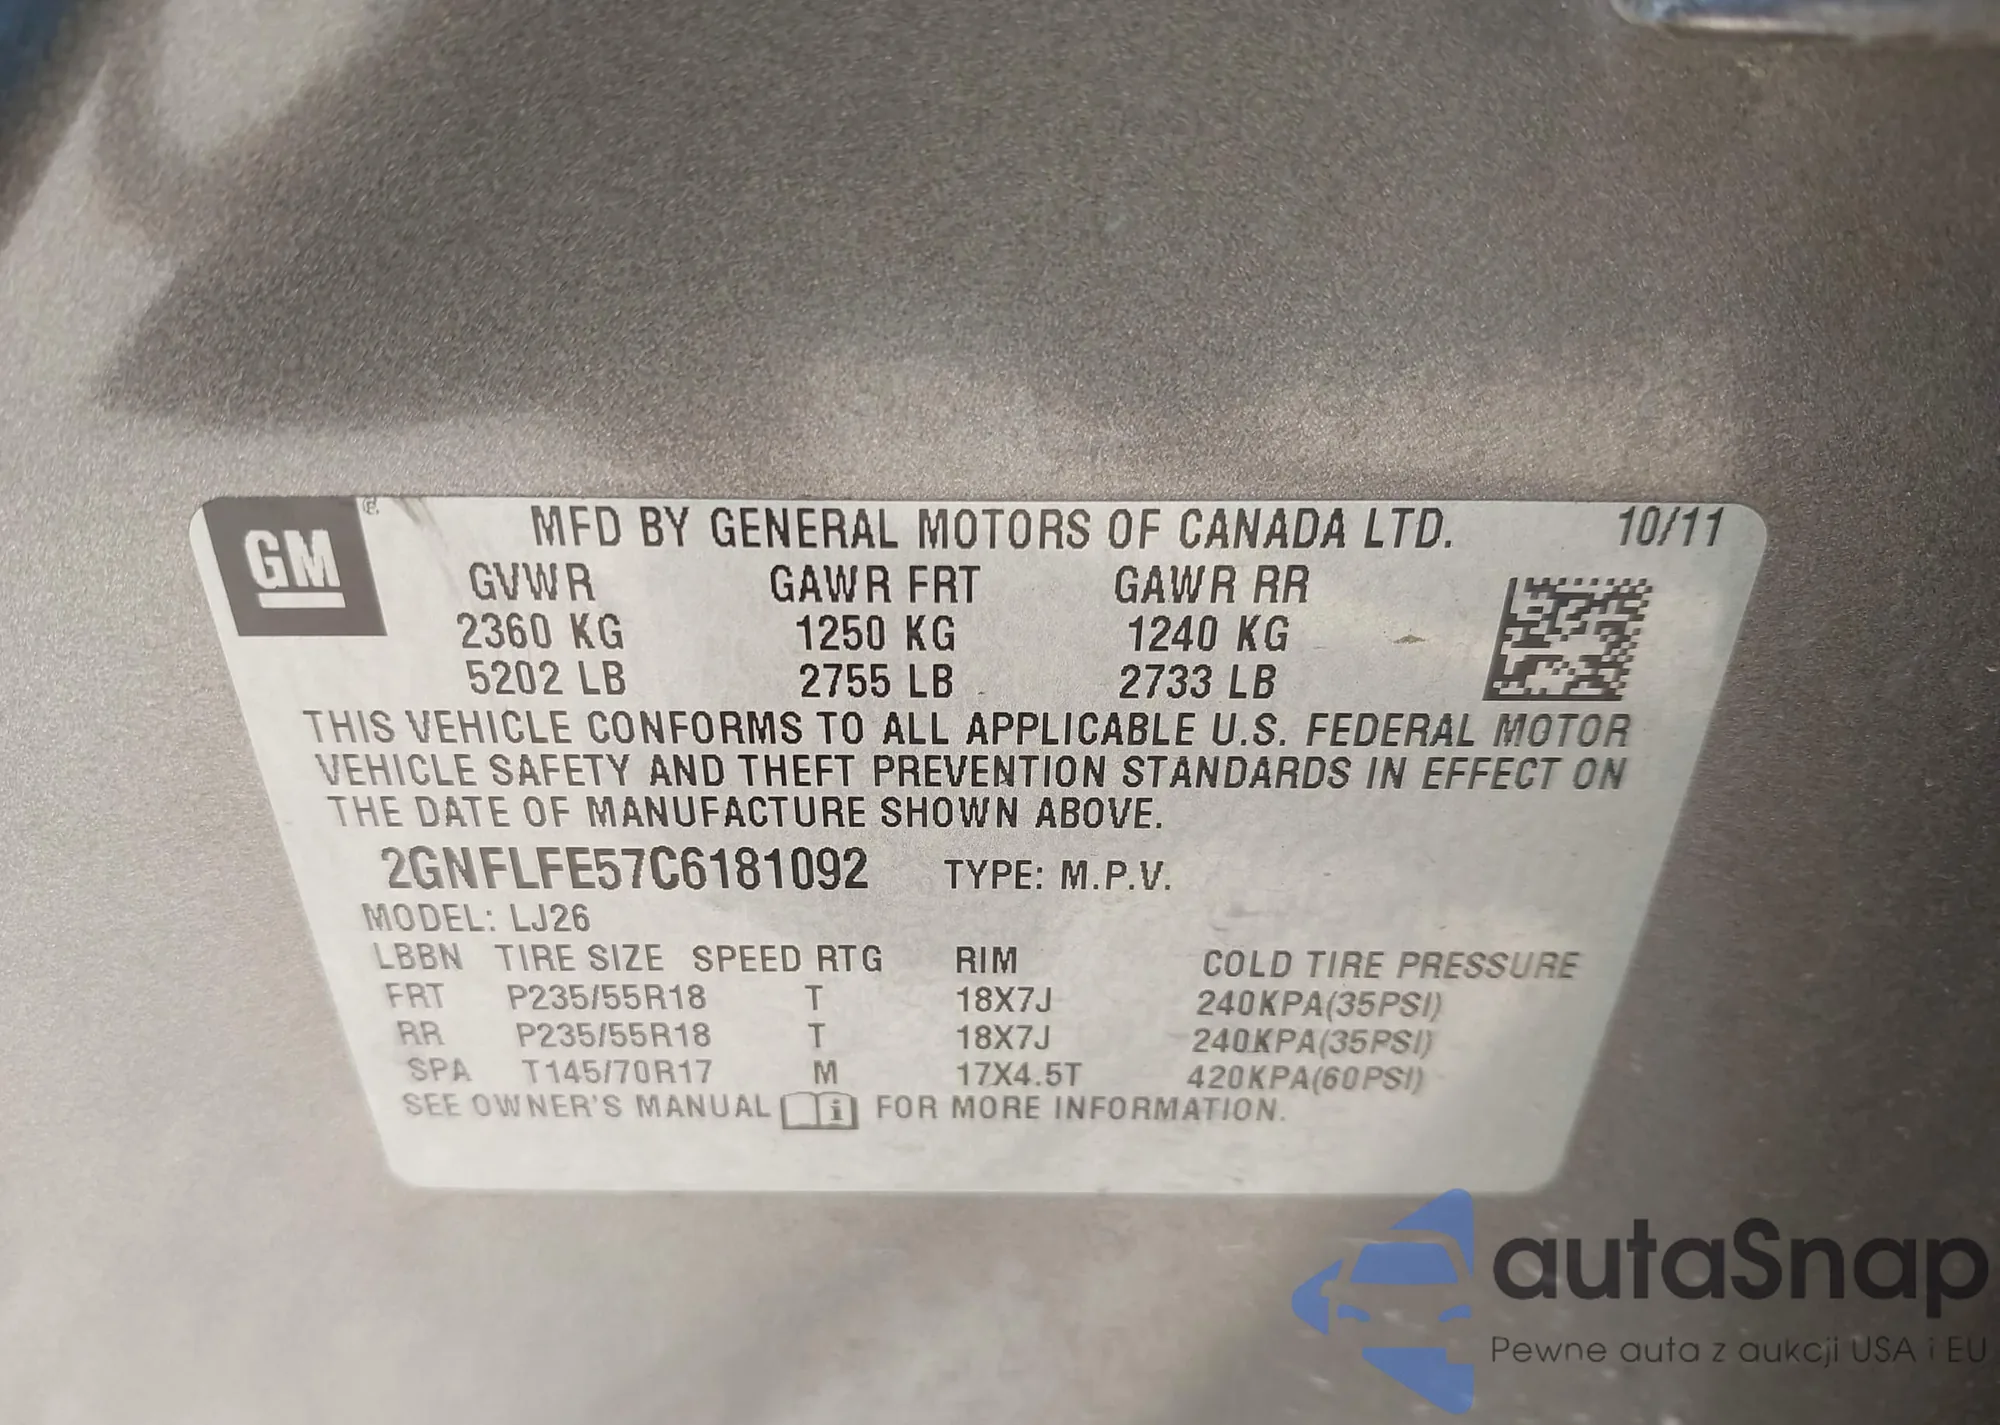 GM ® MFD BY GENERAL MOTORS OF CANADA LTD. 10/11
GVWR GAWR FRT GAWR RR
2360 KG 1250 KG 1240 KG
5202 LB 2755 LB 2733 LB
THIS VEHICLE CONFORMS TO ALL APPLICABLE U.S. FEDERAL MOTOR
VEHICLE SAFETY AND THEFT PREVENTION STANDARDS IN EFFECT ON
THE DATE OF MANUFACTURE SHOWN ABOVE.
2GNFLFE57C6181092 TYPE: M.P.V.
MODEL: LJ26
LBBN TIRE SIZE SPEED RTG RIM COLD TIRE PRESSURE
FRT P235/55R18 T 18X7J 240KPA(35PSI)
RR P235/55R18 T 18X7J 240KPA(35PSI)
SPA T145/70R17 M 17X4.5T 420KPA(60PSI)
SEE OWNER'S MANUAL i FOR MORE INFORMATION.
autaSnap
Pewne auta z aukcji USA i EU